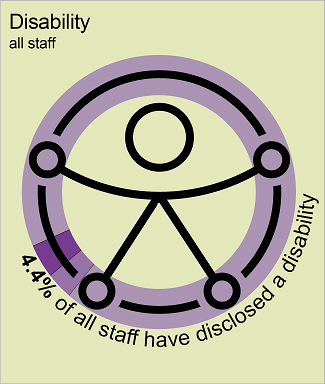 Disability
all staff
4.4% of all staff have disclosed a disability